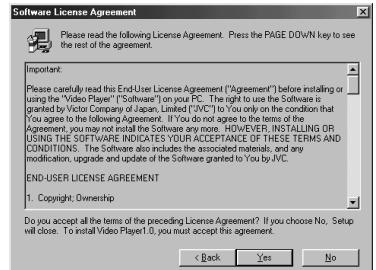 Software License Agreement
Please read the following License Agreement. Press the PAGE DOWN key to see
the rest of the agreement.
Important:
Please carefully read this End-User License Agreement ("Agreement") before installing or
using the "Video Player" ("Software") on your PC. The right to use the Software is
granted by Victor Company of Japan, Limited ("JVC") to You only on the condition that
You agree to the following Agreement. If You do not agree to the terms of the
Agreement, you may not install the Software any more. HOWEVER, INSTALLING OR
USING THE SOFTWARE INDICATES YOUR ACCEPTANCE OF THESE TERMS AND
CONDITIONS. The Software also includes the associated materials, and any
modification, upgrade and update of the Software granted to You by JVC.
END-USER LICENSE AGREEMENT
1. Copyright; Ownership
Do you accept all the terms of the preceding License Agreement? If you choose No, Setup
will close. To install Video Player1.0, you must accept this agreement.
< Back Yes No